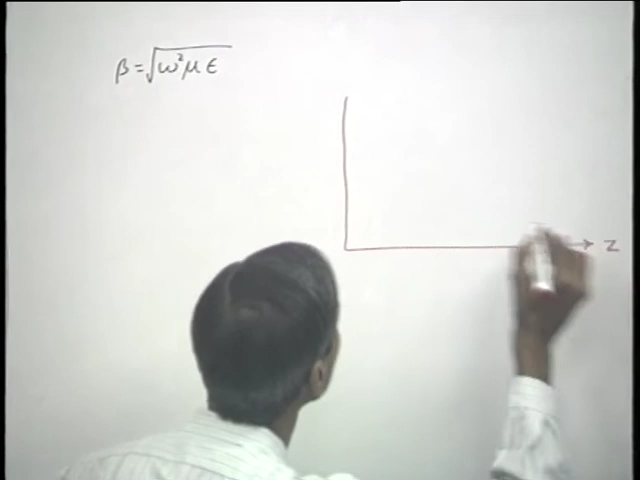 β = √ω²μϵ
z